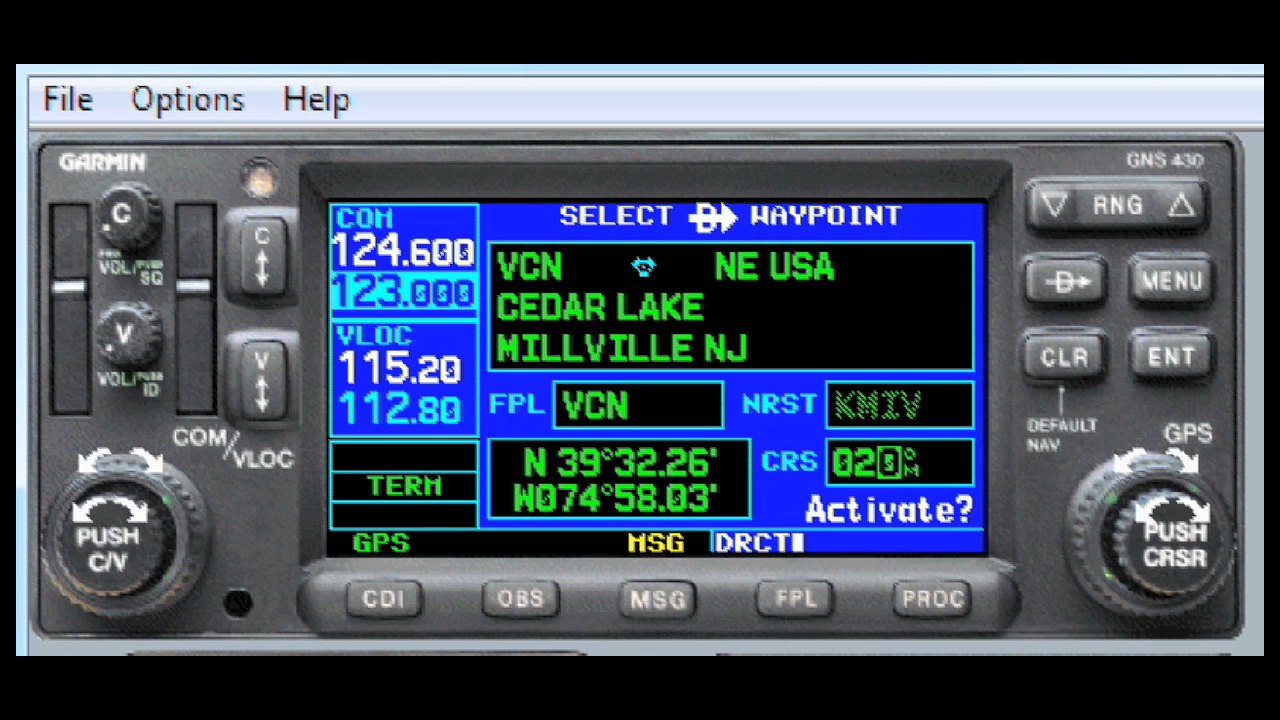 File Options Help
GARMIN
GNS 430
C
VOL/PWR SQ
C
V
VOL/PUSH ID
V
COM/VLOC
PUSH C/V
COM
124.600
123.000
VLOC
115.20
112.80
TERM
GPS
SELECT D WAYPOINT
VCN NE USA
CEDAR LAKE
MILLVILLE NJ
FPL VCN NRST KMIV
N 39°32.26'
W074°58.03'
CRS 023°M
Activate?
MSG DRCT
CDI OBS MSG FPL PROC
RNG
D MENU
CLR ENT
DEFAULT NAV
GPS
PUSH CRSR